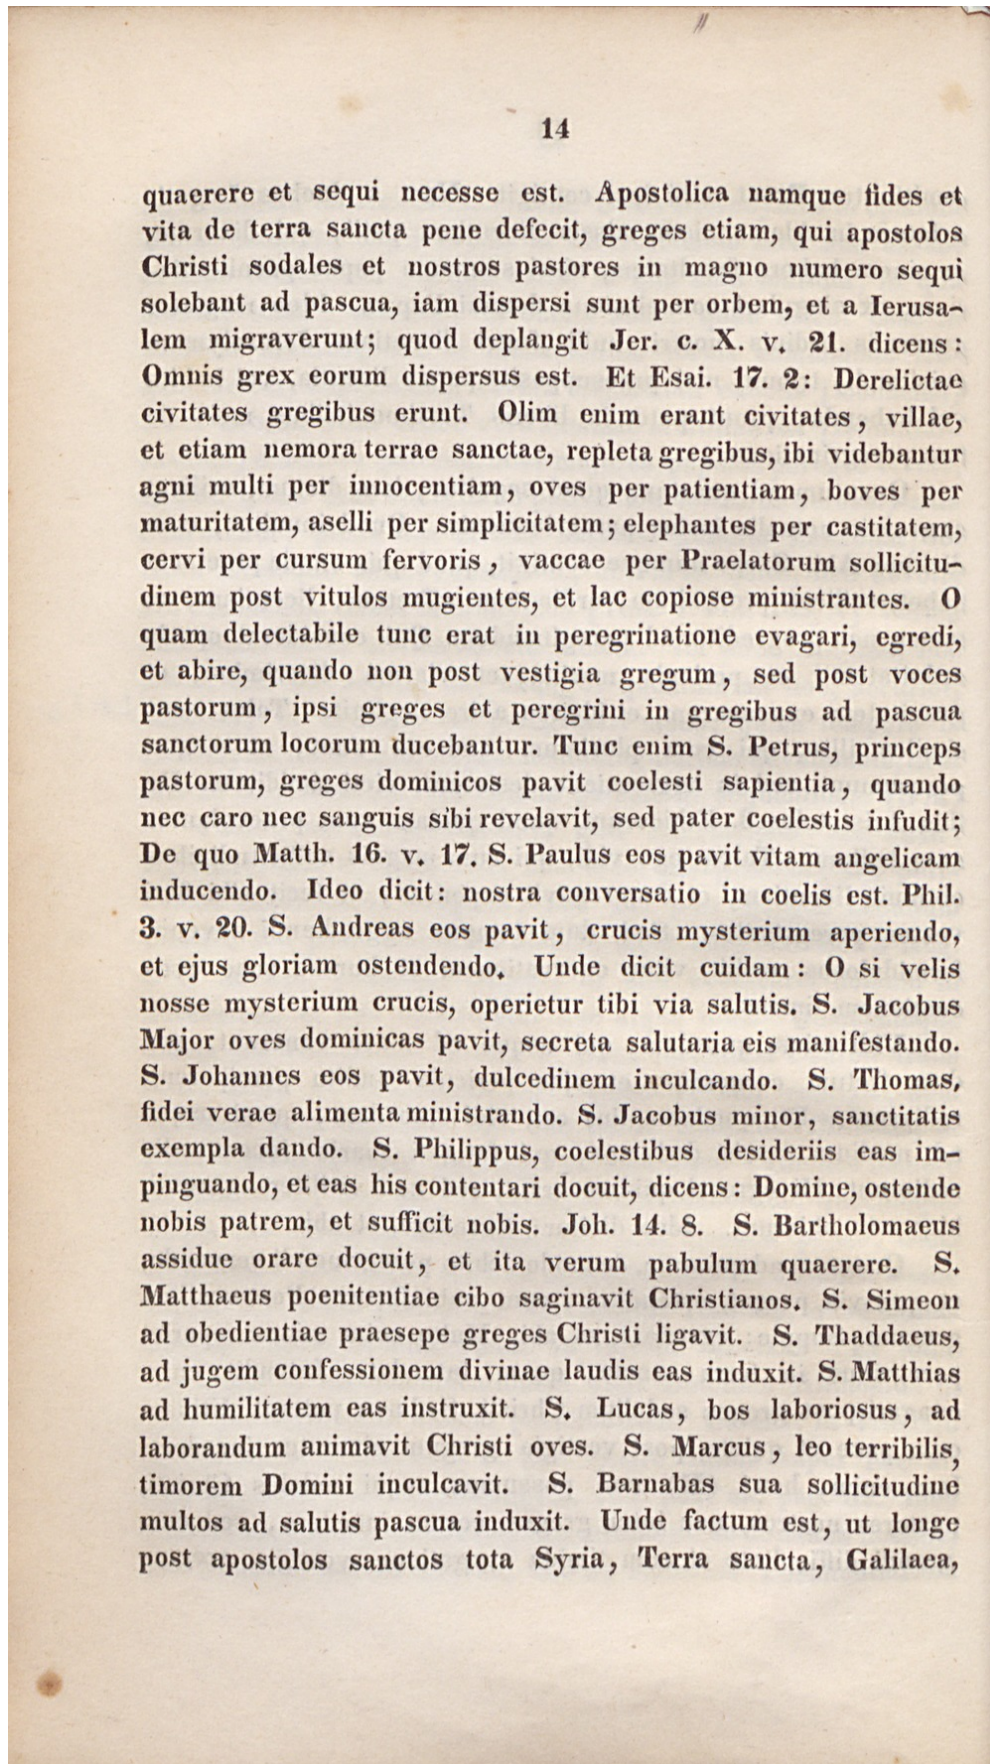 14
quaerere et sequi necesse est. Apostolica namque fides et
vita de terra sancta pene defecit, greges etiam, qui apostolos
Christi sodales et nostros pastores in magno numero sequi
solebant ad pascua, iam dispersi sunt per orbem, et a Ierusa-
lem migraverunt; quod deplangit Jer. c. X. v. 21. dicens:
Omnis grex eorum dispersus est. Et Esai. 17. 2: Derelictae
civitates gregibus erunt. Olim enim erant civitates, villae,
et etiam nemora terrae sanctae, repleta gregibus, ibi videbantur
agni multi per innocentiam, oves per patientiam, boves per
maturitatem, aselli per simplicitatem; elephantes per castitatem,
cervi per cursum fervoris, vaccae per Praelatorum sollicitu-
dinem post vitulos mugientes, et lac copiose ministrantes. O
quam delectabile tunc erat in peregrinatione evagari, egredi,
et abire, quando non post vestigia gregum, sed post voces
pastorum, ipsi greges et peregrini in gregibus ad pascua
sanctorum locorum ducebantur. Tunc enim S. Petrus, princeps
pastorum, greges dominicos pavit coelesti sapientia, quando
nec caro nec sanguis sibi revelavit, sed pater coelestis infudit;
De quo Matth. 16. v. 17. S. Paulus eos pavit vitam angelicam
inducendo. Ideo dicit: nostra conversatio in coelis est. Phil.
3. v. 20. S. Andreas eos pavit, crucis mysterium aperiendo,
et ejus gloriam ostendendo. Unde dicit cuidam: O si velis
nosse mysterium crucis, operietur tibi via salutis. S. Jacobus
Major oves dominicas pavit, secreta salutaria eis manifestando.
S. Johannes eos pavit, dulcedinem inculcando. S. Thomas,
fidei verae alimenta ministrando. S. Jacobus minor, sanctitatis
exempla dando. S. Philippus, coelestibus desideriis eas im-
pinguando, et eas his contentari docuit, dicens: Domine, ostende
nobis patrem, et sufficit nobis. Joh. 14. 8. S. Bartholomaeus
assidue orare docuit, et ita verum pabulum quaerere. S.
Matthaeus poenitentiae cibo saginavit Christianos. S. Simeon
ad obedientiae praesepe greges Christi ligavit. S. Thaddaeus,
ad jugem confessionem divinae laudis eas induxit. S. Matthias
ad humilitatem eas instruxit. S. Lucas, bos laboriosus, ad
laborandum animavit Christi oves. S. Marcus, leo terribilis,
timorem Domini inculcavit. S. Barnabas sua sollicitudine
multos ad salutis pascua induxit. Unde factum est, ut longe
post apostolos sanctos tota Syria, Terra sancta, Galilaea,